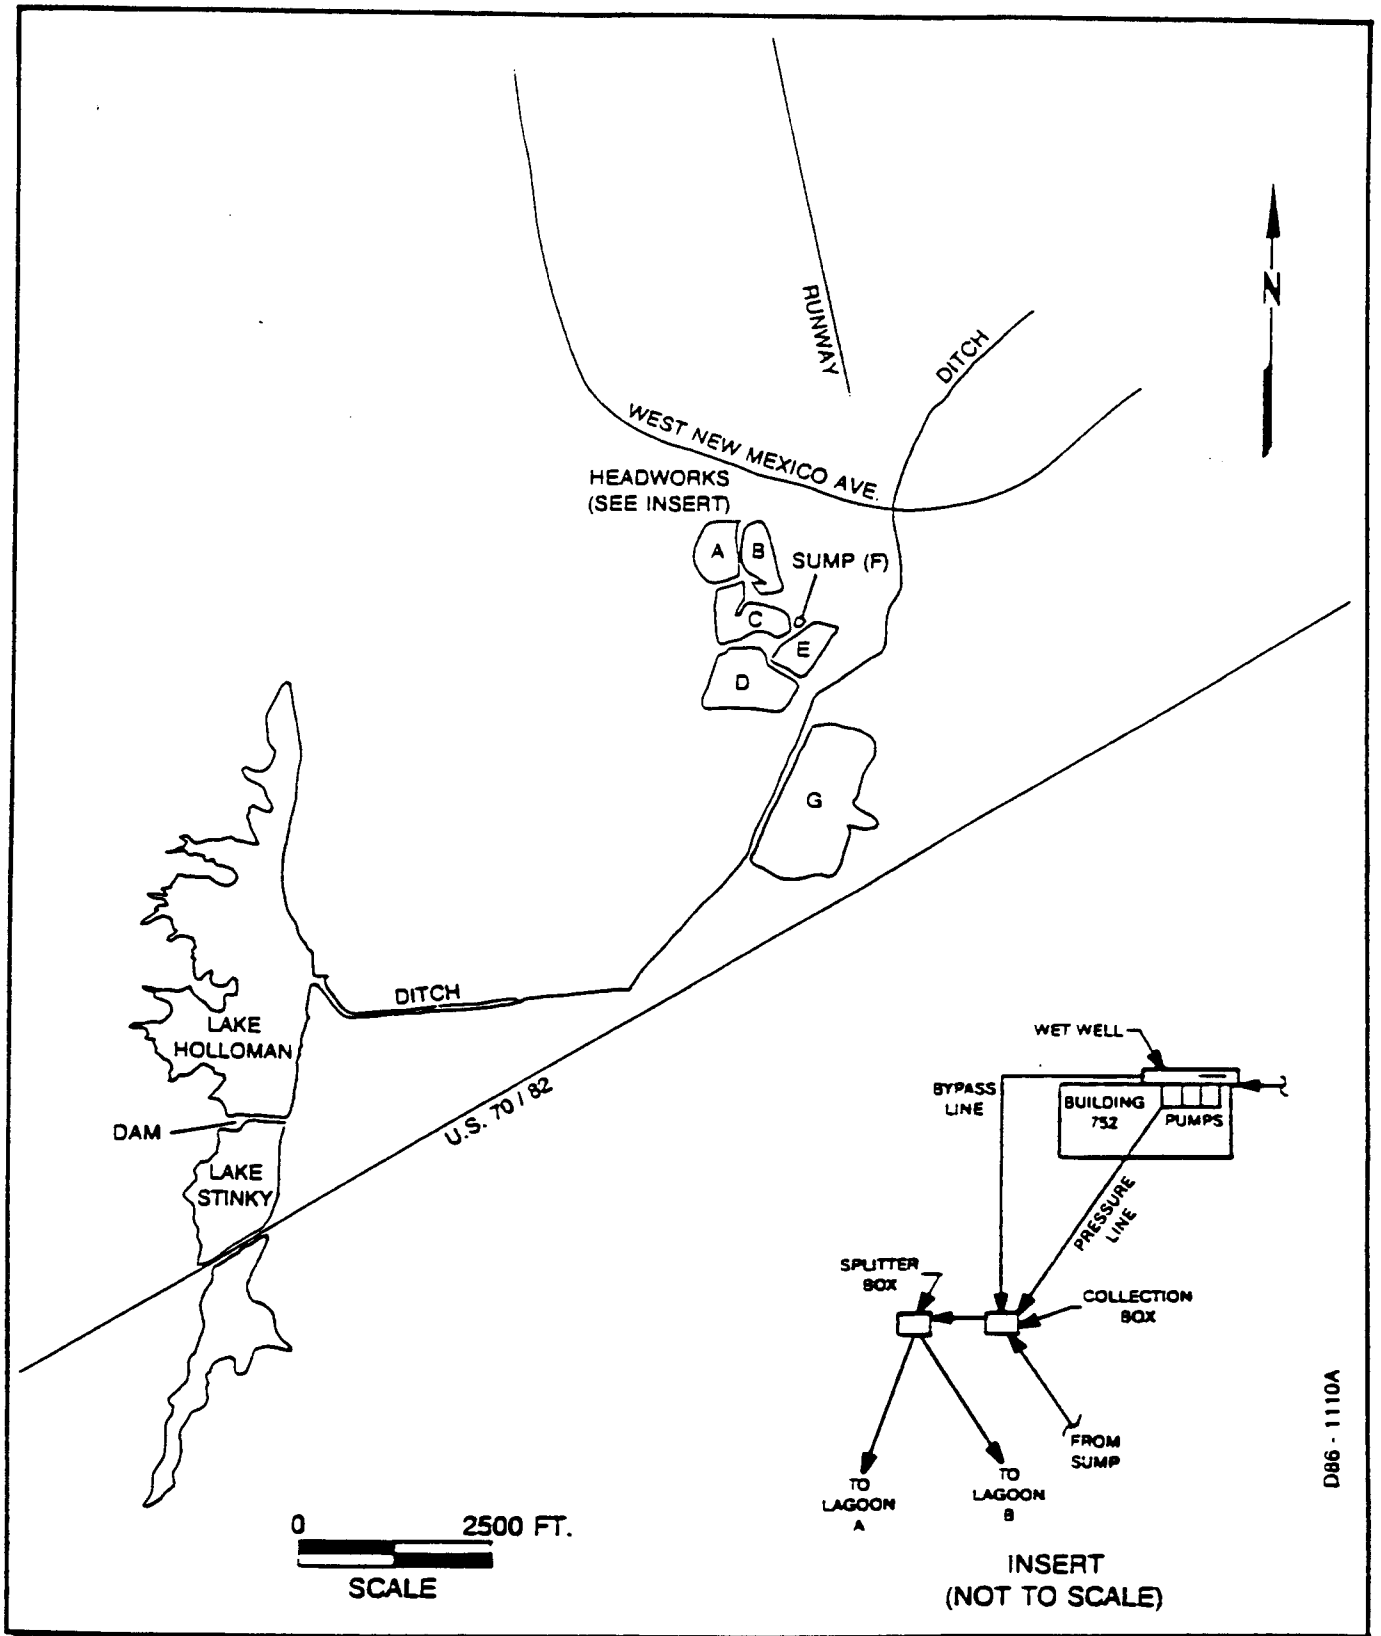 RUNWAY
N
DITCH
WEST NEW MEXICO AVE.
HEADWORKS
(SEE INSERT)
A
B
SUMP (F)
C
E
D
G
DITCH
LAKE
HOLLOMAN
DAM
LAKE
STINKY
U.S. 70 / 82
WET WELL
BYPASS
LINE
BUILDING
752
PUMPS
PRESSURE
LINE
SPLITTER
BOX
COLLECTION
BOX
FROM
SUMP
TO
LAGOON
A
TO
LAGOON
B
0 2500 FT.
SCALE
INSERT
(NOT TO SCALE)
D86 - 1110A